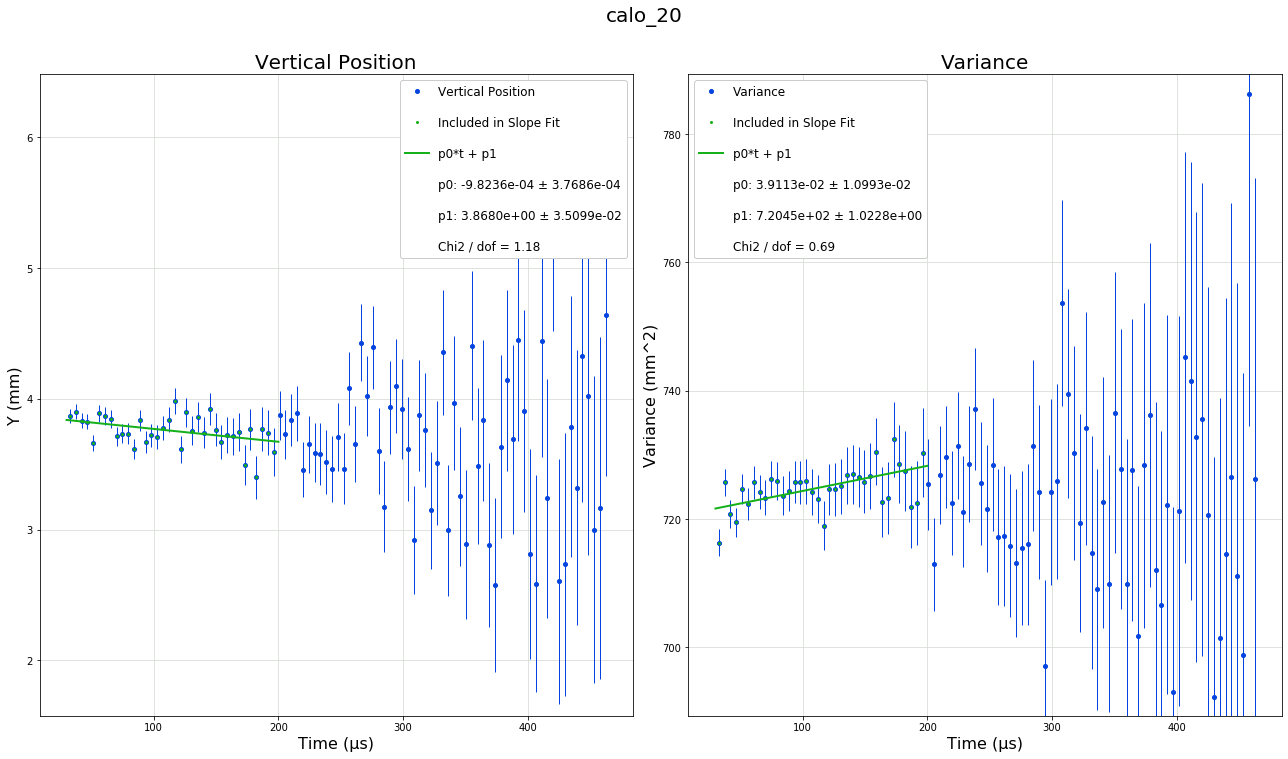 calo_20
Vertical Position
Vertical Position
Included in Slope Fit
p0*t + p1
p0: -9.8236e-04 ± 3.7686e-04
p1: 3.8680e+00 ± 3.5099e-02
Chi2 / dof = 1.18
6
5
4
3
2
Y (mm)
100
200
300
400
Time (μs)
Variance
Variance
Included in Slope Fit
p0*t + p1
p0: 3.9113e-02 ± 1.0993e-02
p1: 7.2045e+02 ± 1.0228e+00
Chi2 / dof = 0.69
780
760
740
720
700
Variance (mm^2)
100
200
300
400
Time (μs)